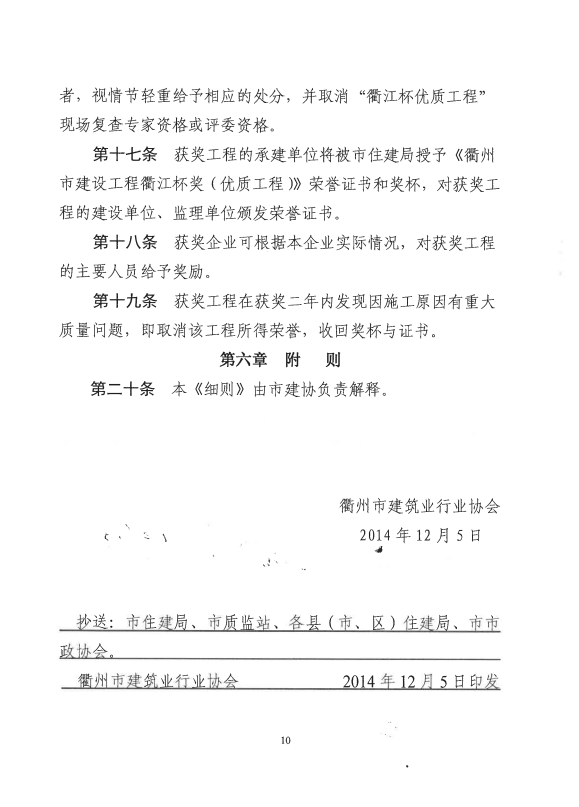 者，视情节轻重给予相应的处分，并取消“衢江杯优质工程”
现场复查专家资格或评委资格。
第十七条 获奖工程的承建单位将被市住建局授予《衢州
市建设工程衢江杯奖（优质工程）》荣誉证书和奖杯，对获奖工
程的建设单位、监理单位颁发荣誉证书。
第十八条 获奖企业可根据本企业实际情况，对获奖工程
的主要人员给予奖励。
第十九条 获奖工程在获奖二年内发现因施工原因有重大
质量问题，即取消该工程所得荣誉，收回奖杯与证书。
第六章 附 则
第二十条 本《细则》由市建协负责解释。
衢州市建筑业行业协会
2014 年 12 月 5 日
抄送：市住建局、市质监站、各县（市、区）住建局、市市
政协会。
衢州市建筑业行业协会 2014 年 12 月 5 日印发
10